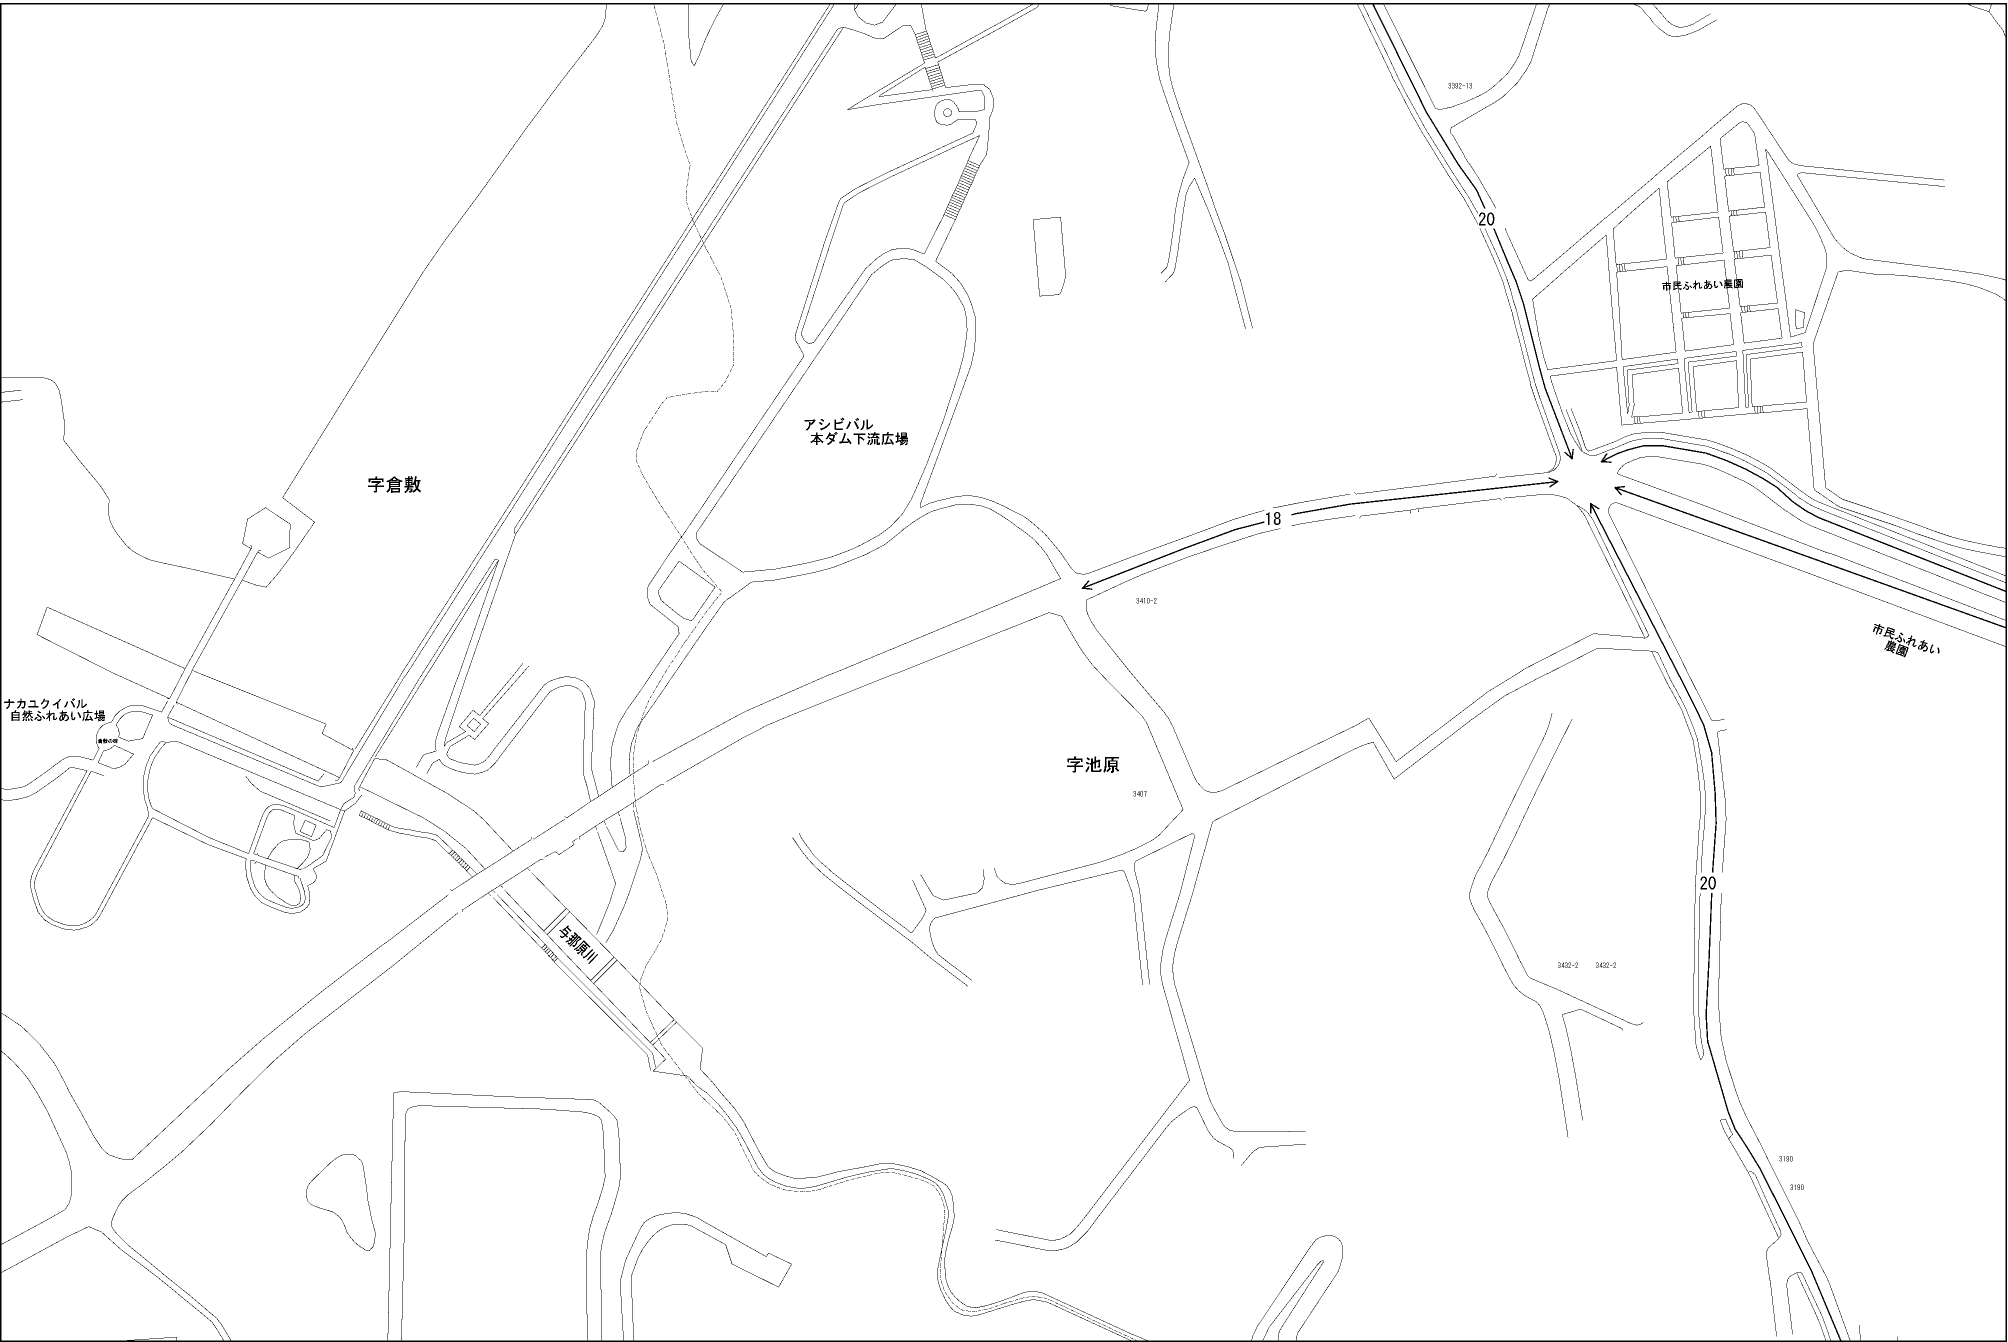 3392-13
20
市民ふれあい農園
アシビバル
本ダム下流広場
字倉敷
18
3410-2
市民ふれあい
農園
ナカユクイバル
自然ふれあい広場
字池原
3407
20
与那原川
3432-2 3432-2
3190
3190